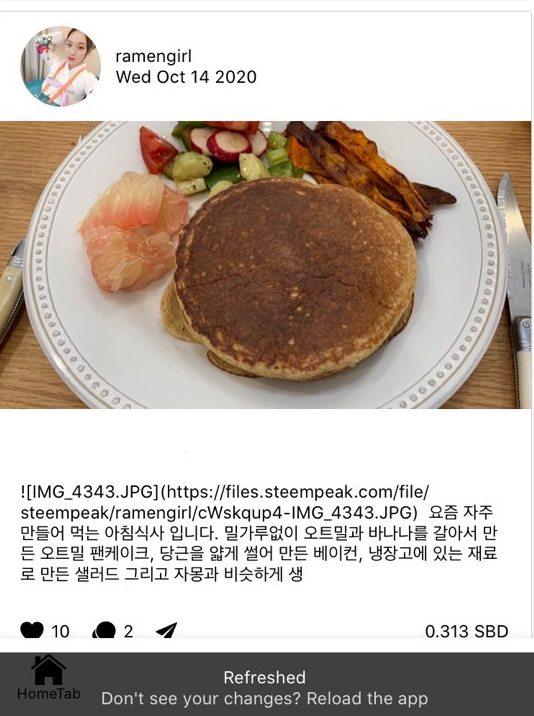 ramengirl
Wed Oct 14 2020
![IMG_4343.JPG](https://files.steempeak.com/file/
steempeak/ramengirl/cWskqup4-IMG_4343.JPG)  요즘 자주
만들어 먹는 아침식사 입니다. 밀가루없이 오트밀과 바나나를 갈아서 만
든 오트밀 팬케이크, 당근을 얇게 썰어 만든 베이컨, 냉장고에 있는 재료
로 만든 샐러드 그리고 자몽과 비슷하게 생
10 2 0.313 SBD
Refreshed
HomeTab
Don't see your changes? Reload the app